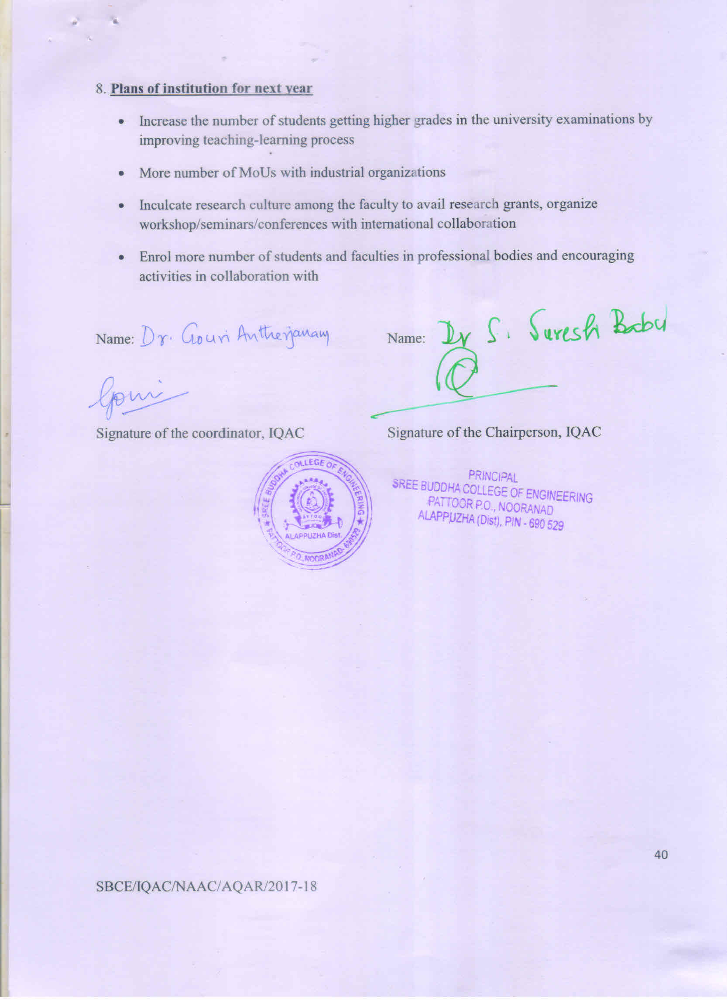 8. Plans of institution for next year
• Increase the number of students getting higher grades in the university examinations by
improving teaching-learning process
• More number of MoUs with industrial organizations
• Inculcate research culture among the faculty to avail research grants, organize
workshop/seminars/conferences with international collaboration
• Enrol more number of students and faculties in professional bodies and encouraging
activities in collaboration with
Name: Dr. Gouri Antherjanam
Name: Dr S. Suresh Babu
Gouri
Signature of the coordinator, IQAC
Signature of the Chairperson, IQAC
★ SREE BUDDHA COLLEGE OF ENGINEERING ★
PATTOOR P.O., NOORANAD- 690529
ALAPPUZHA Dist.
PRINCIPAL
SREE BUDDHA COLLEGE OF ENGINEERING
PATTOOR P.O., NOORANAD
ALAPPUZHA (Dist), PIN - 690 529
40
SBCE/IQAC/NAAC/AQAR/2017-18